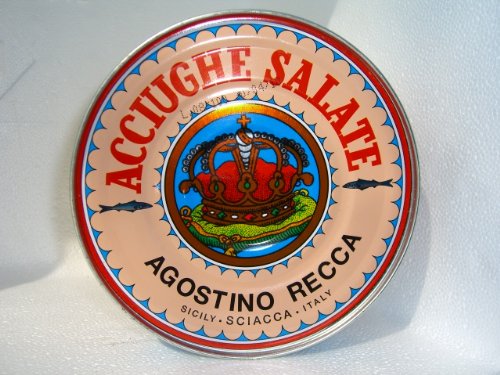 ACCIUGHE SALATE
AGOSTINO RECCA
SICILY • SCIACCA • ITALY